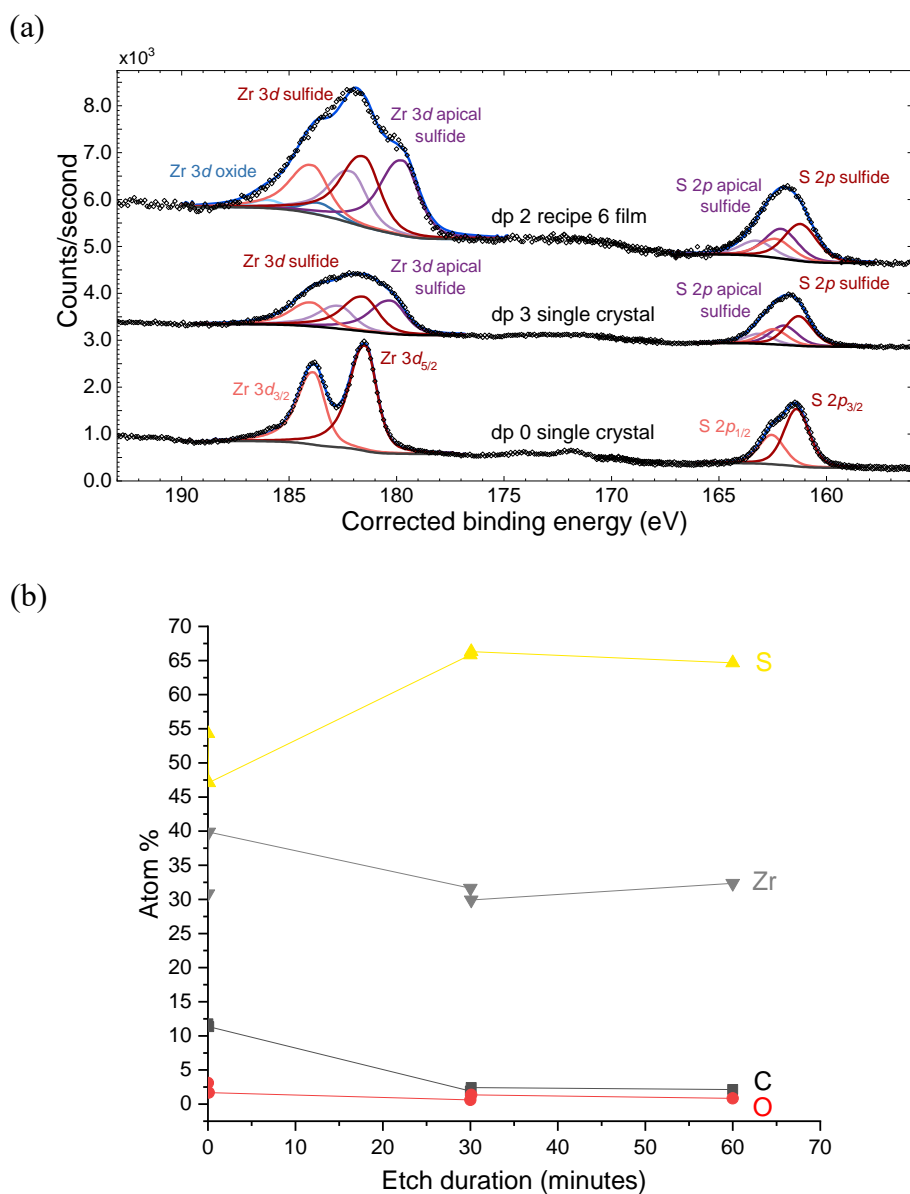 (a)
x10³
8.0
7.0
6.0
5.0
4.0
3.0
2.0
1.0
0.0
Counts/second
Zr 3d sulfide
Zr 3d apical
sulfide
Zr 3d oxide
dp 2 recipe 6 film
S 2p apical
sulfide
S 2p sulfide
Zr 3d sulfide
Zr 3d apical
sulfide
dp 3 single crystal
S 2p apical
sulfide
S 2p sulfide
Zr 3d₃/₂
Zr 3d₅/₂
dp 0 single crystal
S 2p₁/₂
S 2p₃/₂
190 185 180 175 170 165 160
Corrected binding energy (eV)
(b)
70
65
60
55
50
45
40
35
30
25
20
15
10
5
0
Atom %
S
Zr
C
O
0 10 20 30 40 50 60 70
Etch duration (minutes)